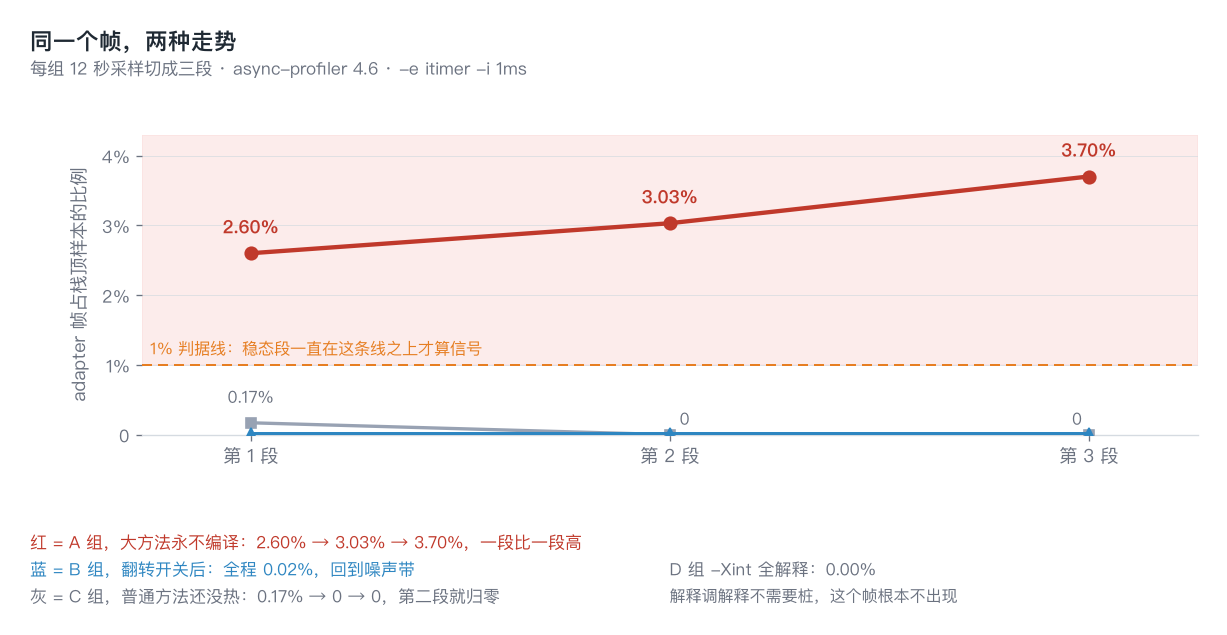 同一个帧，两种走势
每组 12 秒采样切成三段 · async-profiler 4.6 · -e itimer -i 1ms
adapter 帧占栈顶样本的比例
4%
3%
2%
1%
0
2.60%
3.03%
3.70%
1% 判据线：稳态段一直在这条线之上才算信号
0.17%
0
0
第 1 段
第 2 段
第 3 段
红 = A 组，大方法永不编译：2.60% → 3.03% → 3.70%，一段比一段高
蓝 = B 组，翻转开关后：全程 0.02%，回到噪声带
D 组 -Xint 全解释：0.00%
灰 = C 组，普通方法还没热：0.17% → 0 → 0，第二段就归零
解释调解释不需要桩，这个帧根本不出现